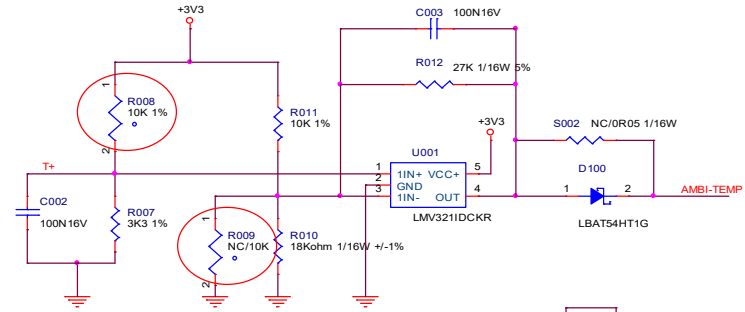 +3V3
C003
100N16V
R012
27K 1/16W 5%
1
R008
10K 1%
2
R011
10K 1%
+3V3
S002
NC/0R05 1/16W
T+
U001
1
1IN+
VCC+
5
2
GND
3
1IN-
OUT
4
LMV321IDCKR
D100
1
2
AMBI-TEMP
LBAT54HT1G
C002
100N16V
R007
3K3 1%
1
R009
NC/10K
2
R010
18Kohm 1/16W +/-1%